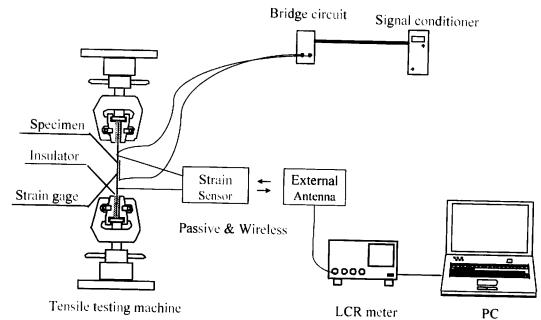 Bridge circuit
Signal conditioner
Specimen
Insulator
Strain gage
Strain
Sensor
External
Antenna
Passive & Wireless
Tensile testing machine
LCR meter
PC